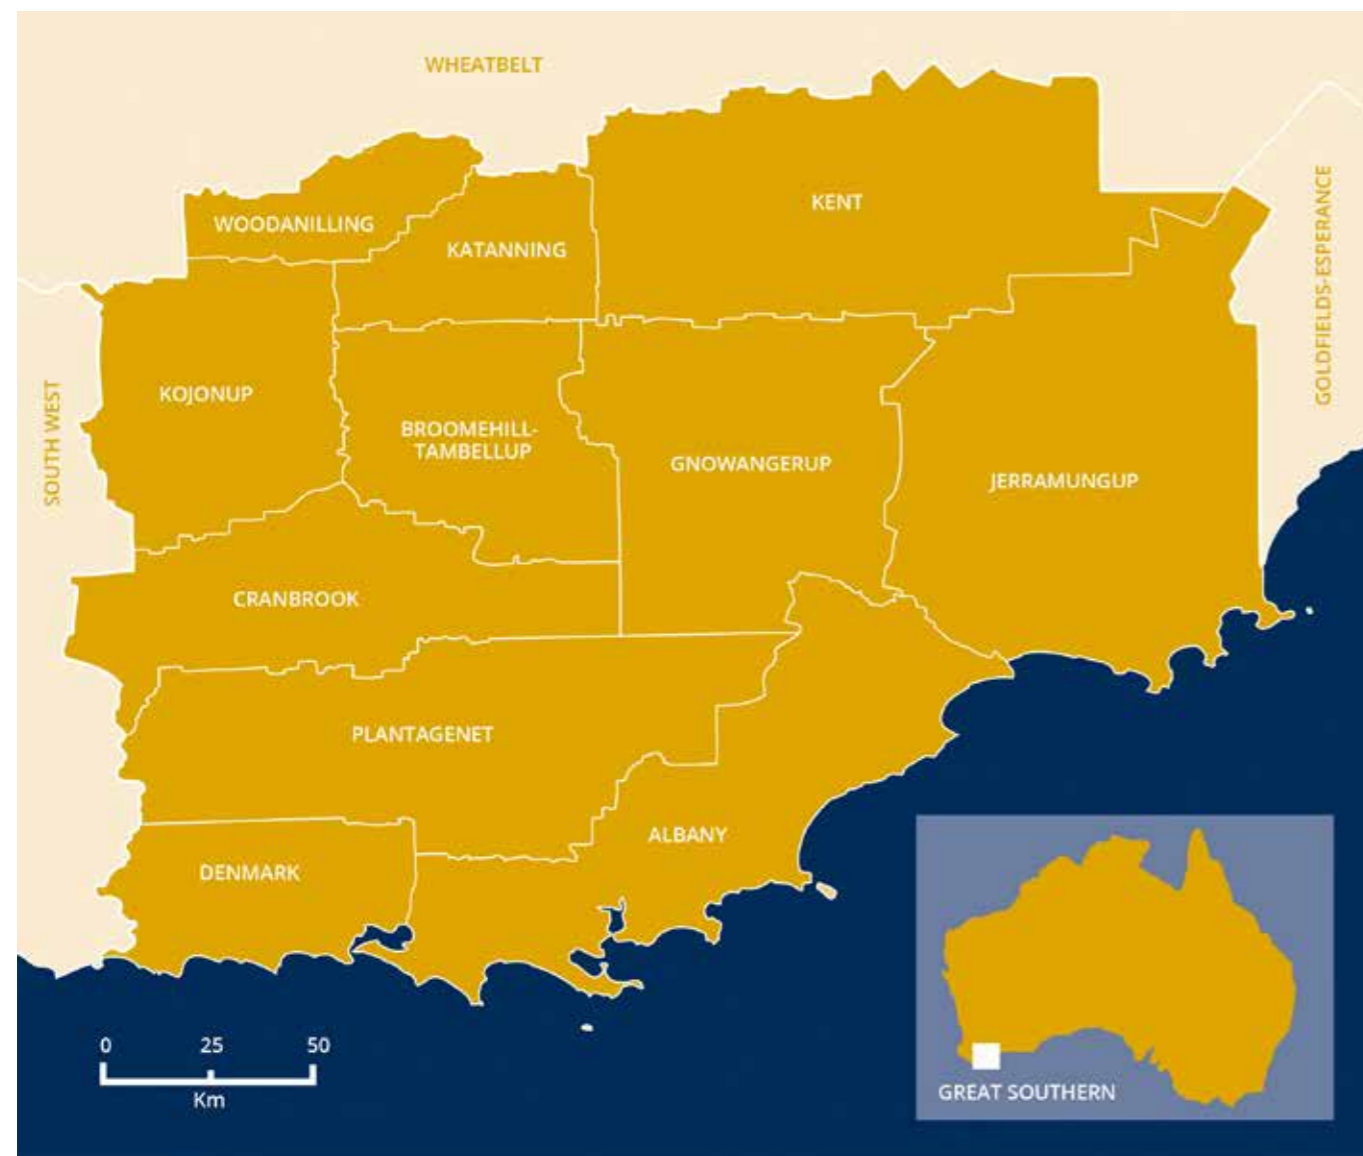 WHEATBELT
KENT
WOODANILLING
KATANNING
GOLDFIELDS-ESPERANCE
SOUTH WEST
KOJONUP
BROOMEHILL-
TAMBELLUP
GNOWANGERUP
JERRAMUNGUP
CRANBROOK
PLANTAGENET
ALBANY
DENMARK
0 25 50
Km
GREAT SOUTHERN